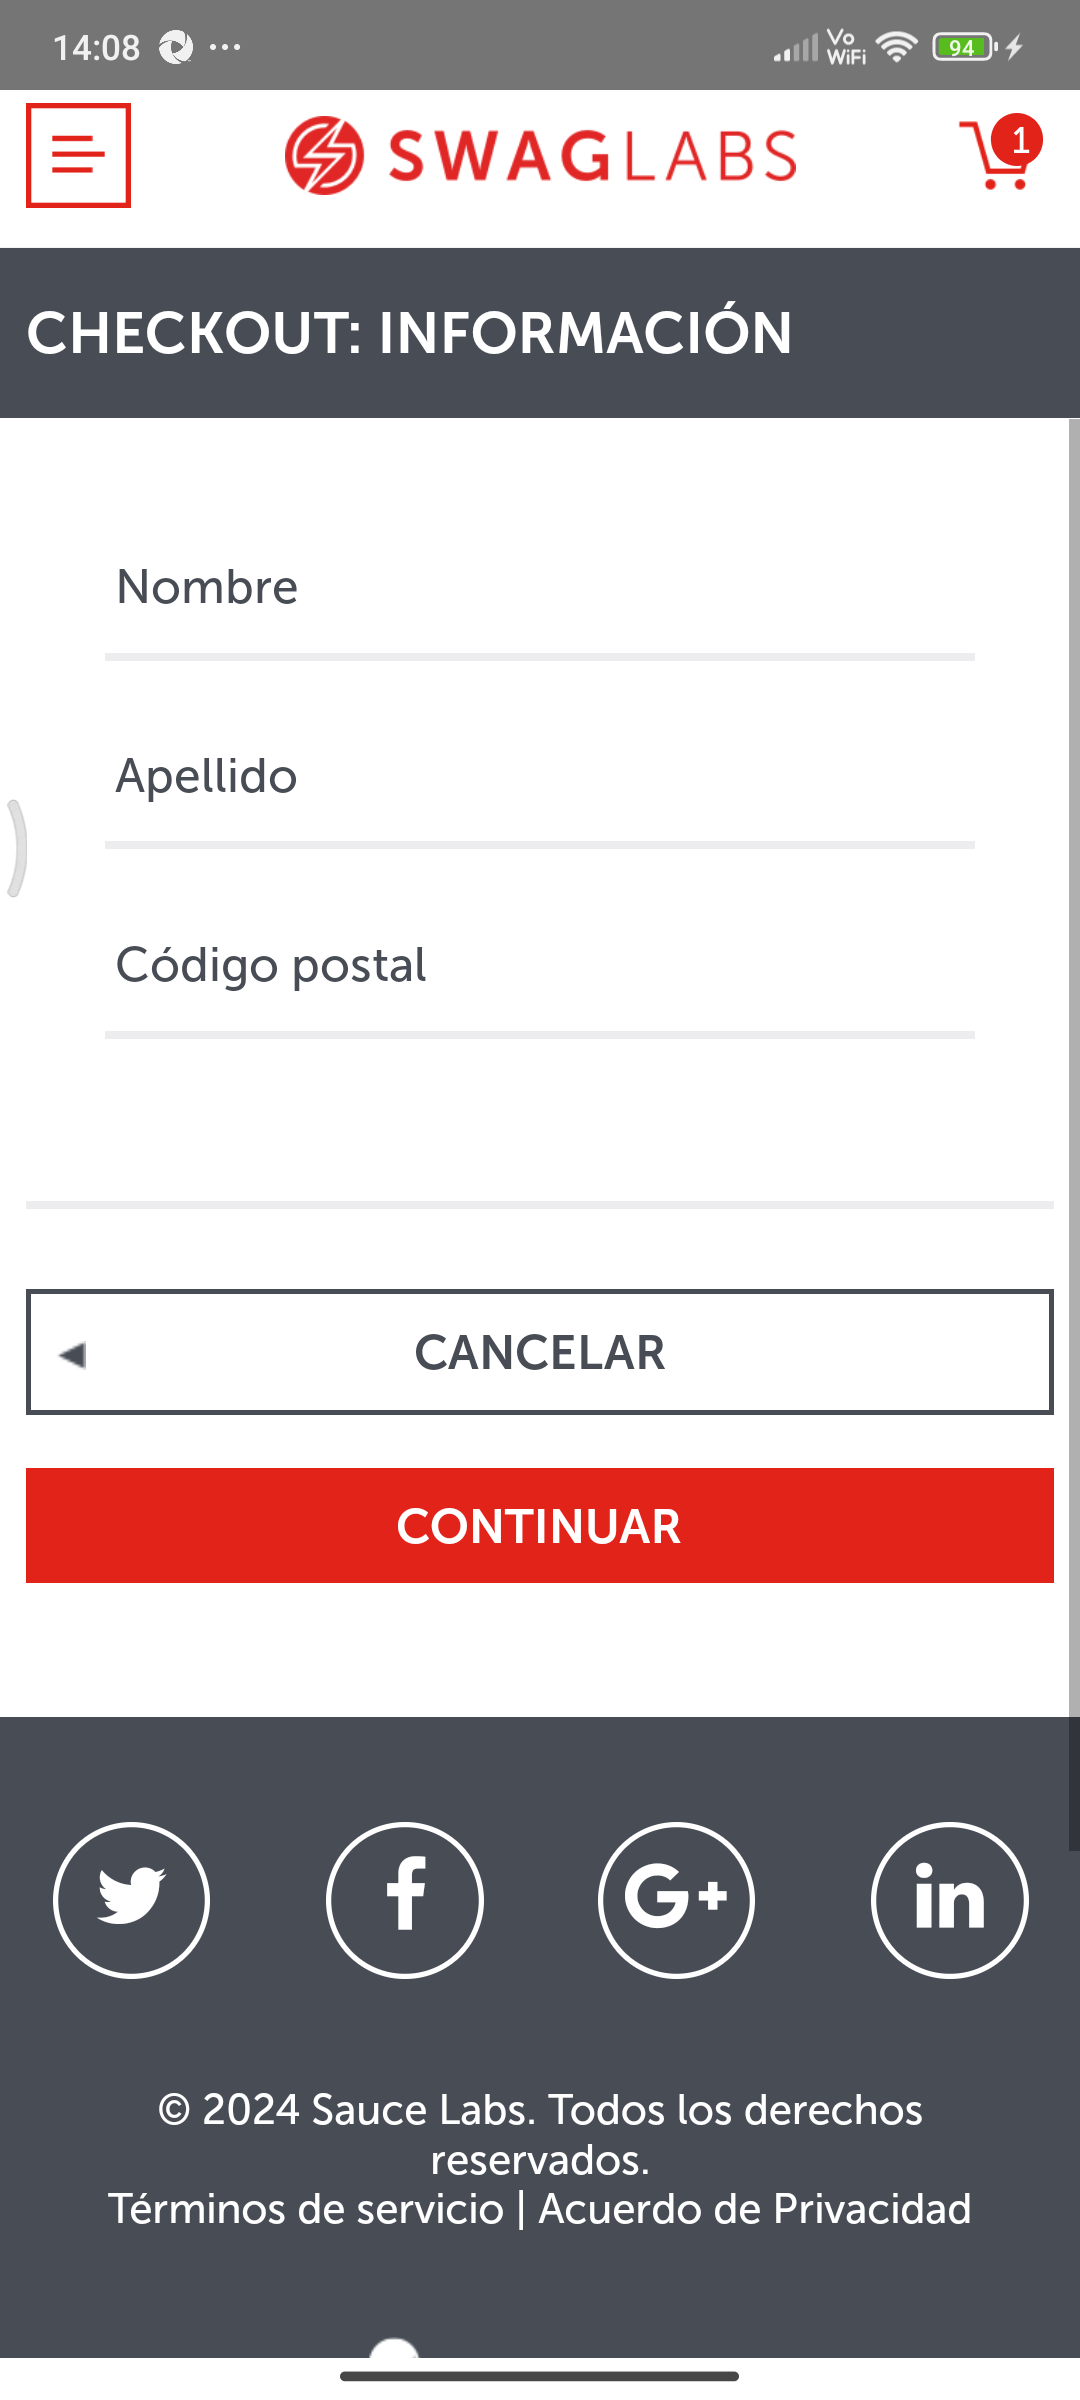 14:08
Vo
WiFi
94
SWAGLABS
1
CHECKOUT: INFORMACIÓN
Nombre
Apellido
Código postal
CANCELAR
CONTINUAR
© 2024 Sauce Labs. Todos los derechos
reservados.
Términos de servicio | Acuerdo de Privacidad